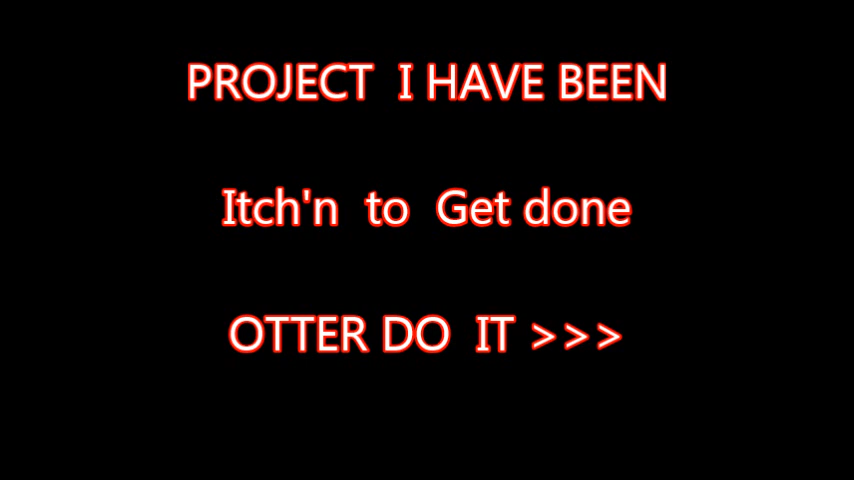 PROJECT  I HAVE BEEN
Itch'n  to  Get done
OTTER DO  IT >>>